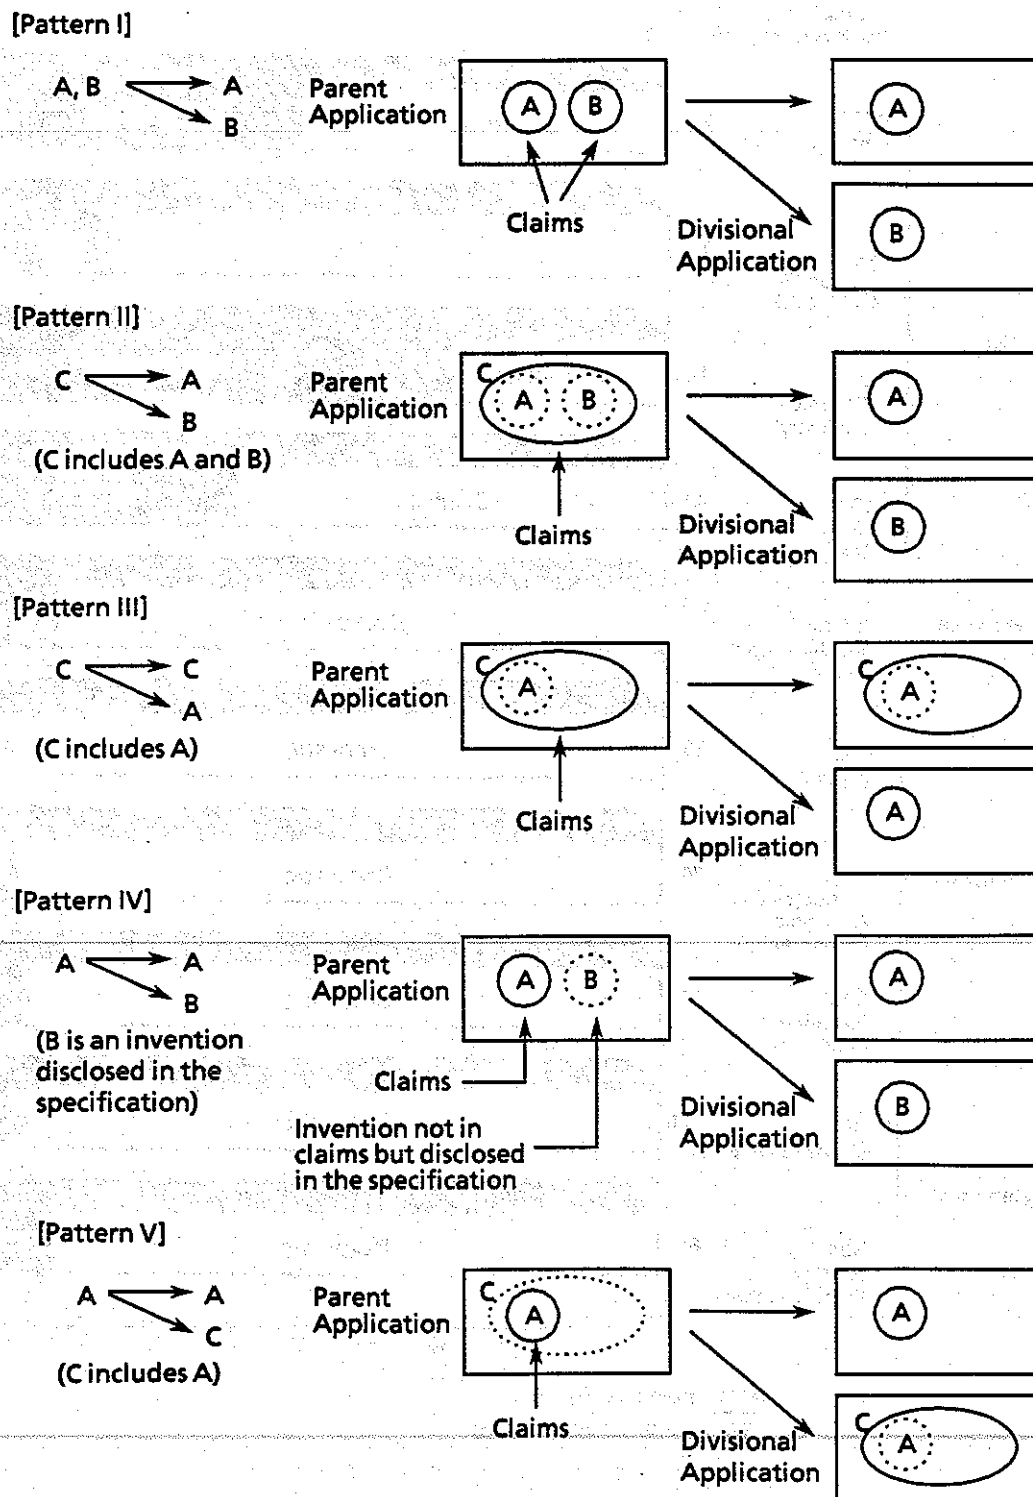 [Pattern I]
A, B
A
B
Parent
Application
A
B
Claims
A
Divisional
Application
B
[Pattern II]
C
A
B
(C includes A and B)
Parent
Application
C
A
B
Claims
A
Divisional
Application
B
[Pattern III]
C
C
A
(C includes A)
Parent
Application
C
A
Claims
C
A
Divisional
Application
A
[Pattern IV]
A
A
B
(B is an invention
disclosed in the
specification)
Parent
Application
A
B
Claims
Invention not in
claims but disclosed
in the specification
A
Divisional
Application
B
[Pattern V]
A
A
C
(C includes A)
Parent
Application
C
A
Claims
A
Divisional
Application
C
A